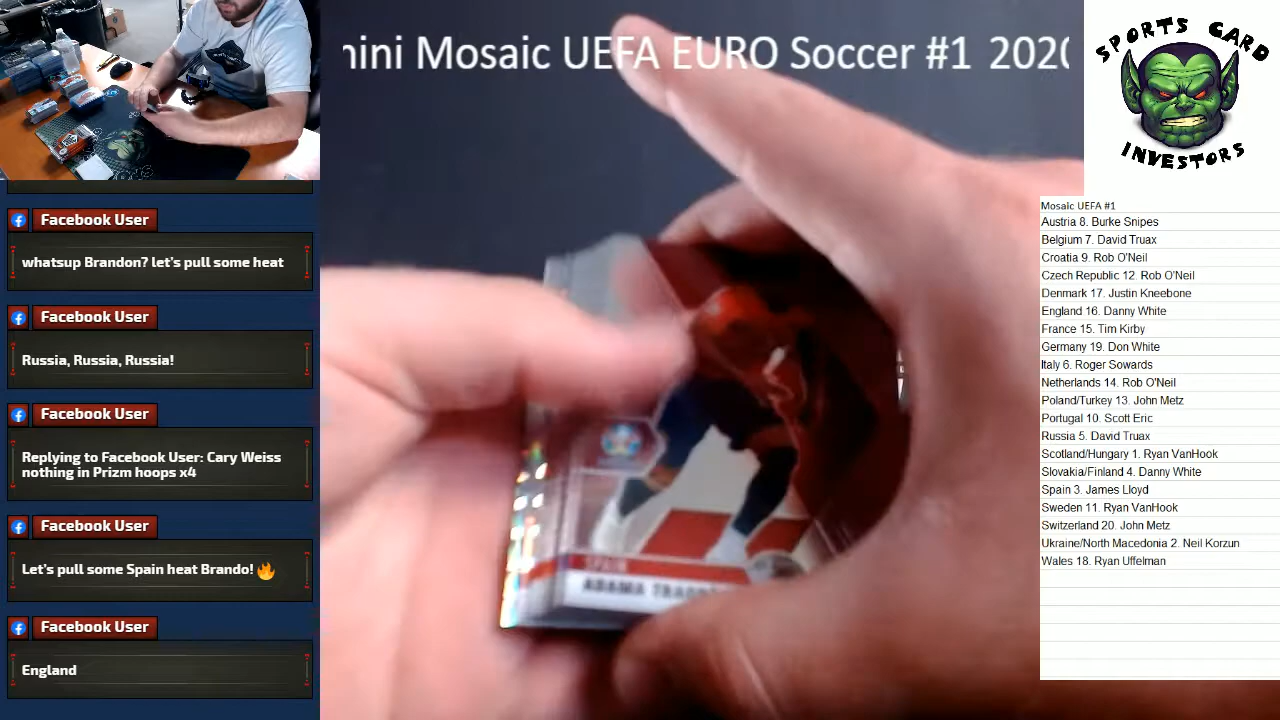 nini Mosaic UEFA EURO Soccer #1 202
SPORTS CARD
INVESTORS
Facebook User
whatsup Brandon? let's pull some heat
Facebook User
Russia, Russia, Russia!
Facebook User
Replying to Facebook User: Cary Weiss
nothing in Prizm hoops x4
Facebook User
Let's pull some Spain heat Brando! 🔥
Facebook User
England
SPAIN
ADAMA
Mosaic UEFA #1
Austria 8. Burke Snipes
Belgium 7. David Truax
Croatia 9. Rob O'Neil
Czech Republic 12. Rob O'Neil
Denmark 17. Justin Kneebone
England 16. Danny White
France 15. Tim Kirby
Germany 19. Don White
Italy 6. Roger Sowards
Netherlands 14. Rob O'Neil
Poland/Turkey 13. John Metz
Portugal 10. Scott Eric
Russia 5. David Truax
Scotland/Hungary 1. Ryan VanHook
Slovakia/Finland 4. Danny White
Spain 3. James Lloyd
Sweden 11. Ryan VanHook
Switzerland 20. John Metz
Ukraine/North Macedonia 2. Neil Korzun
Wales 18. Ryan Uffelman